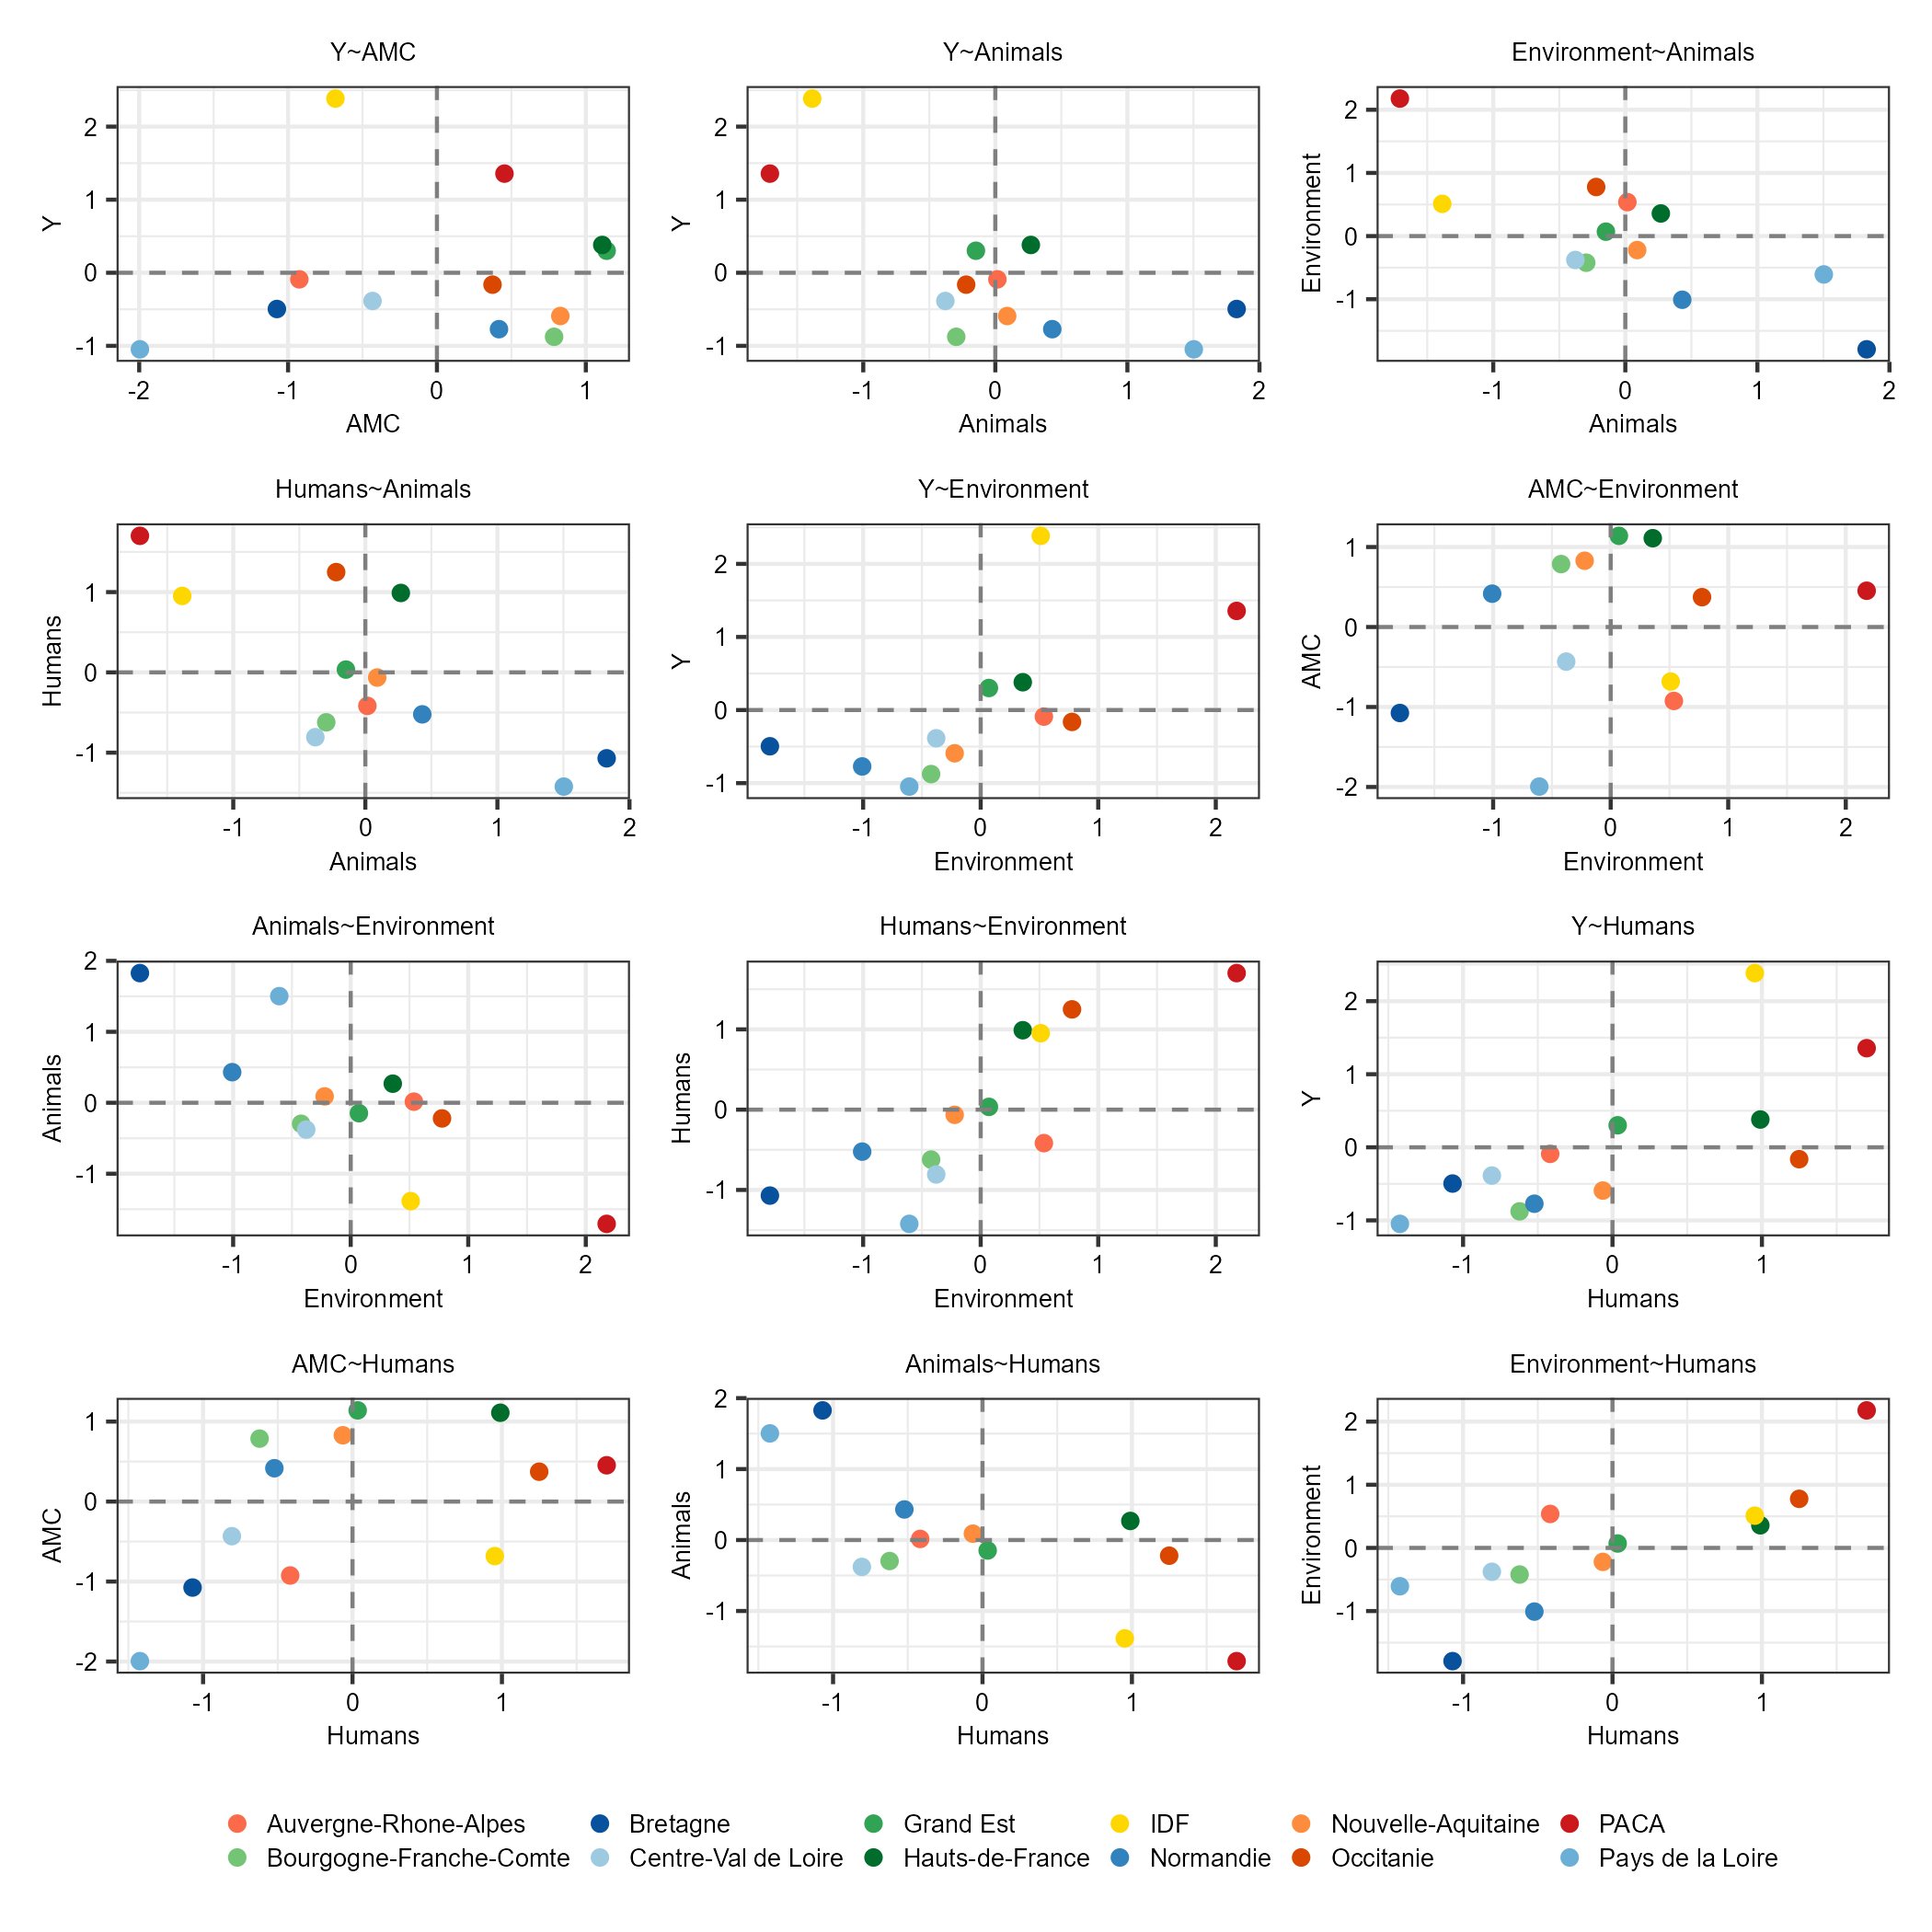 Y~AMC
Y
2
1
0
-1
-2
-1
0
1
AMC
Y~Animals
Y
2
1
0
-1
-1
0
1
2
Animals
Environment~Animals
Environment
2
1
0
-1
-1
0
1
2
Animals
Humans~Animals
Humans
1
0
-1
-1
0
1
2
Animals
Y~Environment
Y
2
1
0
-1
-1
0
1
2
Environment
AMC~Environment
AMC
1
0
-1
-2
-1
0
1
2
Environment
Animals~Environment
Animals
2
1
0
-1
-1
0
1
2
Environment
Humans~Environment
Humans
1
0
-1
-1
0
1
2
Environment
Y~Humans
Y
2
1
0
-1
-1
0
1
Humans
AMC~Humans
AMC
1
0
-1
-2
-1
0
1
Humans
Animals~Humans
Animals
2
1
0
-1
-1
0
1
Humans
Environment~Humans
Environment
2
1
0
-1
-1
0
1
Humans
Auvergne-Rhone-Alpes Bretagne Grand Est IDF Nouvelle-Aquitaine PACA
Bourgogne-Franche-Comte Centre-Val de Loire Hauts-de-France Normandie Occitanie Pays de la Loire